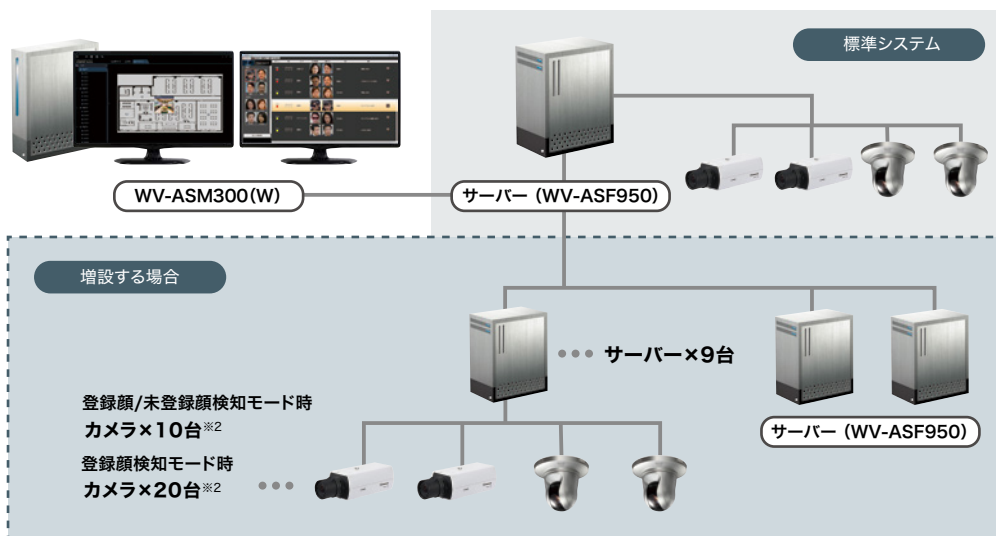 標準システム
WV-ASM300(W)
サーバー（WV-ASF950）
増設する場合
サーバー×9台
登録顔/未登録顔検知モード時
カメラ×10台※2
登録顔検知モード時
カメラ×20台※2
サーバー（WV-ASF950）